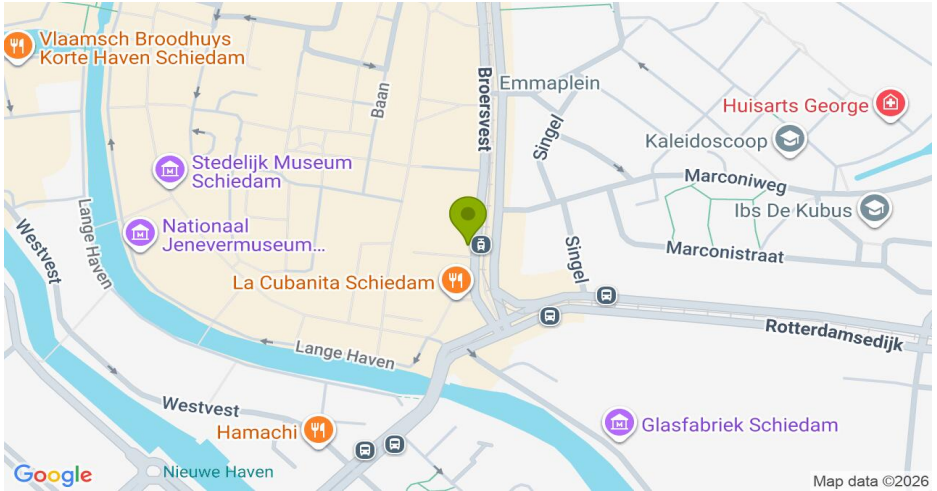 Vlaamsch Broodhuys
Korte Haven Schiedam
Baan
Broersvest
Emmaplein
Singel
Huisarts George
Kaleidoscoop
Stedelijk Museum
Schiedam
Marconiweg
Ibs De Kubus
Lange Haven
Westvest
Nationaal
Jenevermuseum...
Singel
Marconistraat
La Cubanita Schiedam
Rotterdamsedijk
Lange Haven
Westvest
Hamachi
Glasfabriek Schiedam
Nieuwe Haven
Google
Map data ©2026